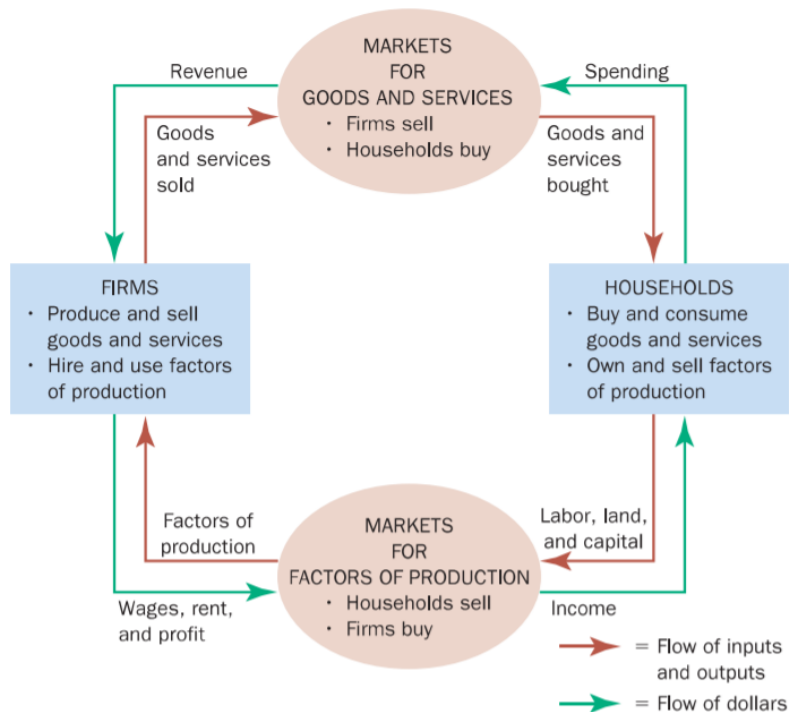 MARKETS
FOR
GOODS AND SERVICES
· Firms sell
· Households buy
Revenue
Spending
Goods
and services
sold
Goods and
services
bought
FIRMS
· Produce and sell
goods and services
· Hire and use factors
of production
HOUSEHOLDS
· Buy and consume
goods and services
· Own and sell factors
of production
Factors of
production
Labor, land,
and capital
MARKETS
FOR
FACTORS OF PRODUCTION
· Households sell
· Firms buy
Wages, rent,
and profit
Income
= Flow of inputs
and outputs
= Flow of dollars